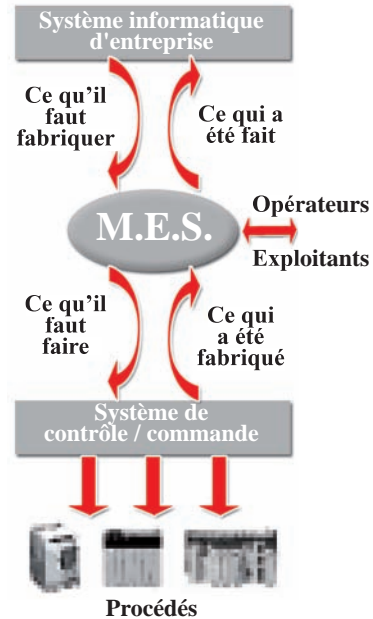 Système informatique
d'entreprise
Ce qu'il
faut
fabriquer
Ce qui a
été fait
M.E.S.
Opérateurs
Exploitants
Ce qu'il
faut
faire
Ce qui
a été
fabriqué
Système de
contrôle / commande
Procédés